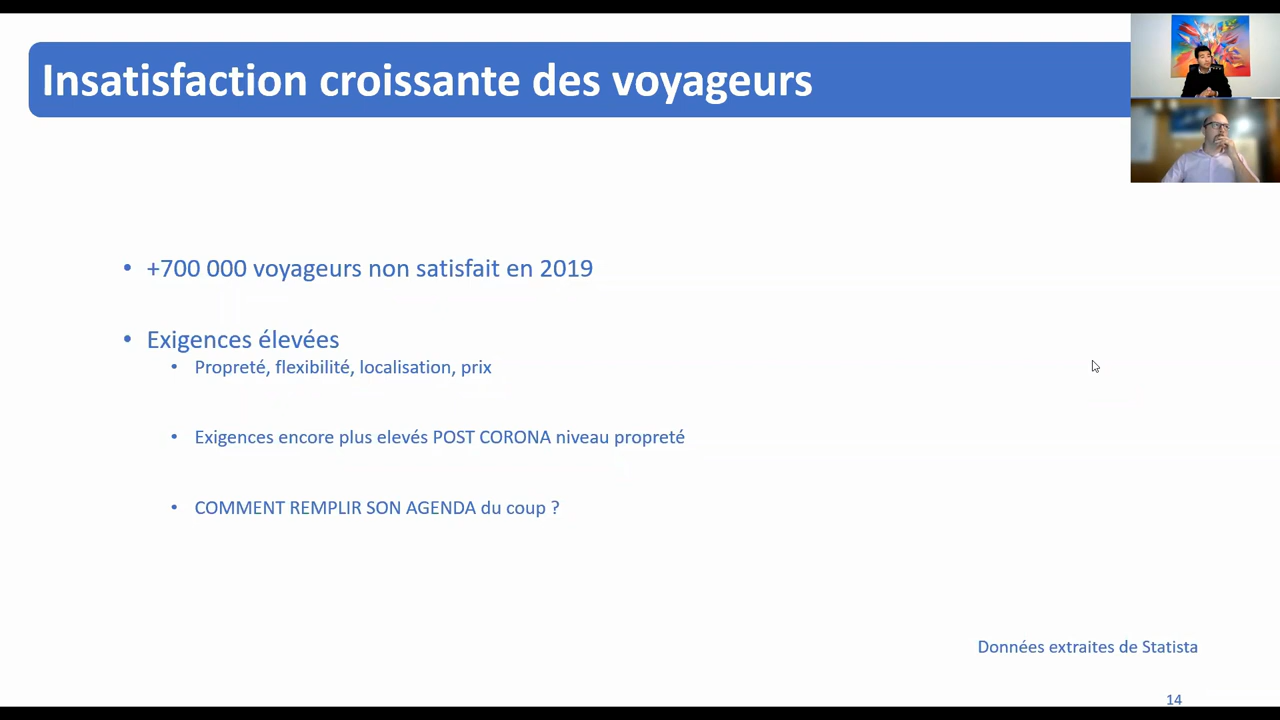 Insatisfaction croissante des voyageurs
• +700 000 voyageurs non satisfait en 2019
• Exigences élevées
• Propreté, flexibilité, localisation, prix
• Exigences encore plus elevés POST CORONA niveau propreté
• COMMENT REMPLIR SON AGENDA du coup ?
Données extraites de Statista
14